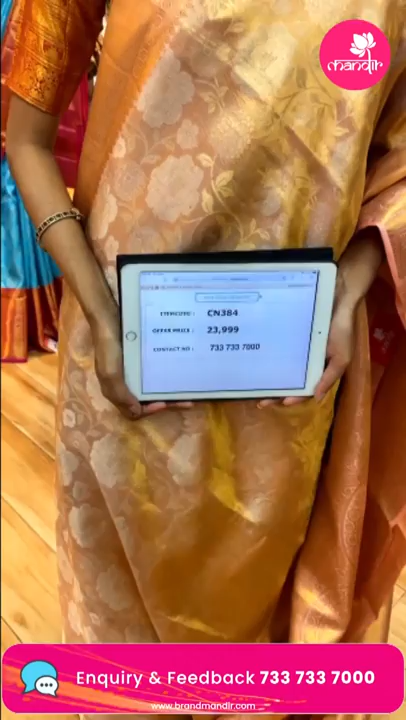 mandir
ITEMCODE : CN384
OFFER PRICE : 23,999
CONTACT NO : 733 733 7000
Enquiry & Feedback 733 733 7000
www.brandmandir.com